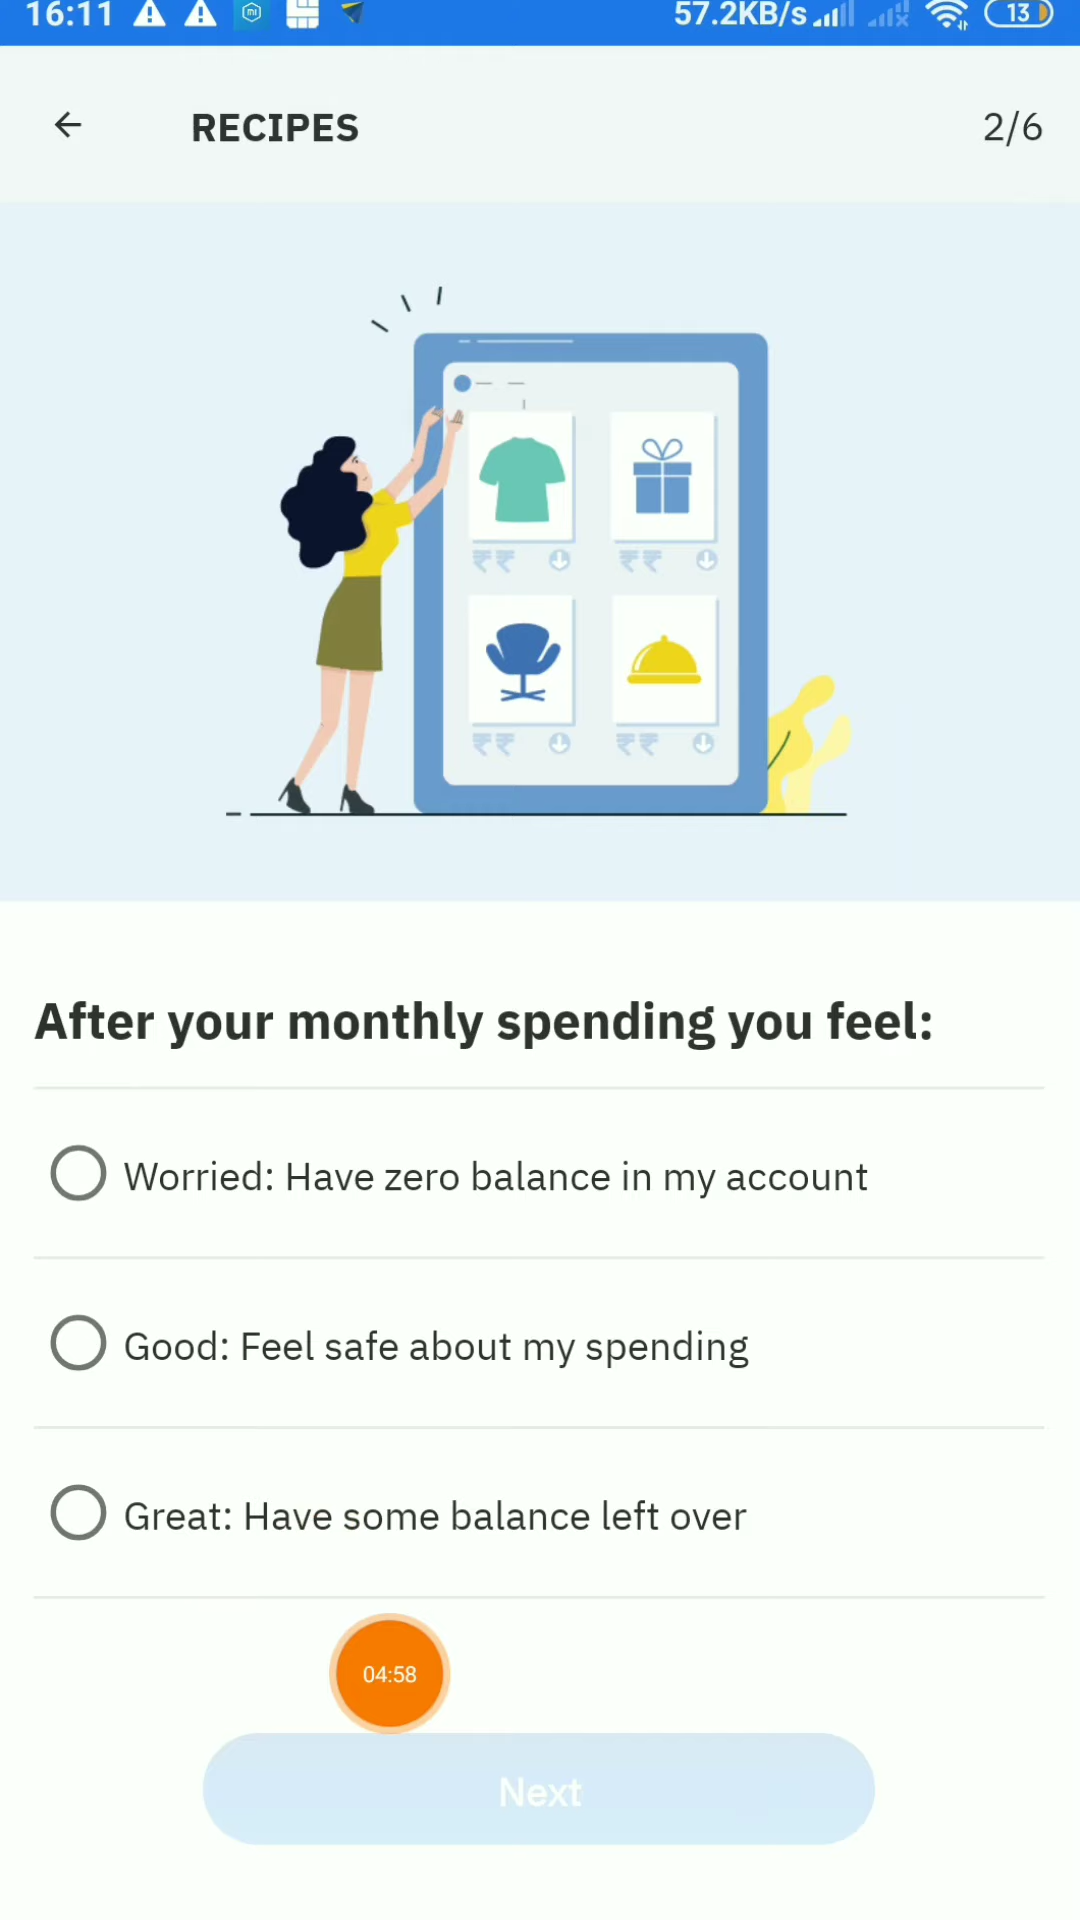 16:11 57.2KB/s 13
RECIPES 2/6
₹₹ ₹₹
₹₹ ₹₹
After your monthly spending you feel:
Worried: Have zero balance in my account
Good: Feel safe about my spending
Great: Have some balance left over
04:58
Next